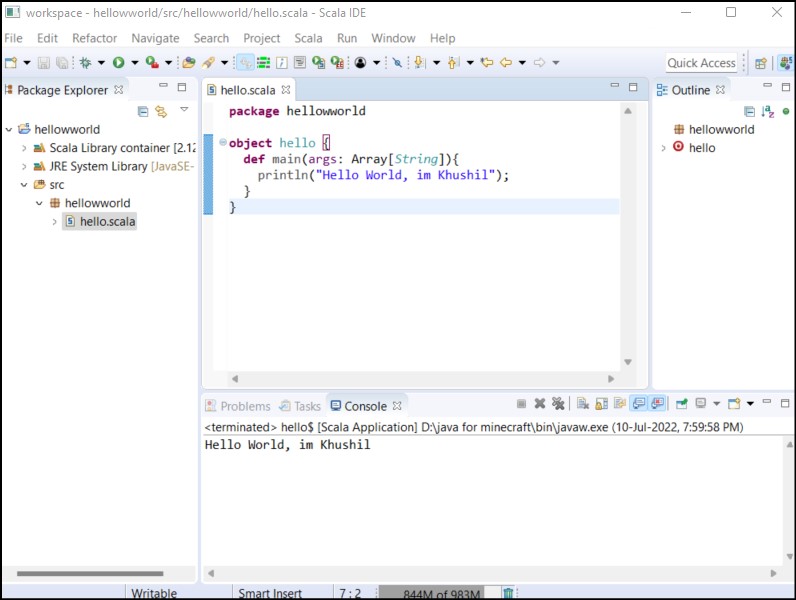 workspace - hellowworld/src/hellowworld/hello.scala - Scala IDE
File Edit Refactor Navigate Search Project Scala Run Window Help
Quick Access
Package Explorer
hellowworld
Scala Library container [2.12
JRE System Library [JavaSE-
src
hellowworld
hello.scala
hello.scala
package hellowworld
object hello {
def main(args: Array[String]){
println("Hello World, im Khushil");
}
}
Outline
hellowworld
hello
Problems Tasks Console
<terminated> hello$ [Scala Application] D:\java for minecraft\bin\javaw.exe (10-Jul-2022, 7:59:58 PM)
Hello World, im Khushil
Writable Smart Insert 7 : 2 844M of 983M